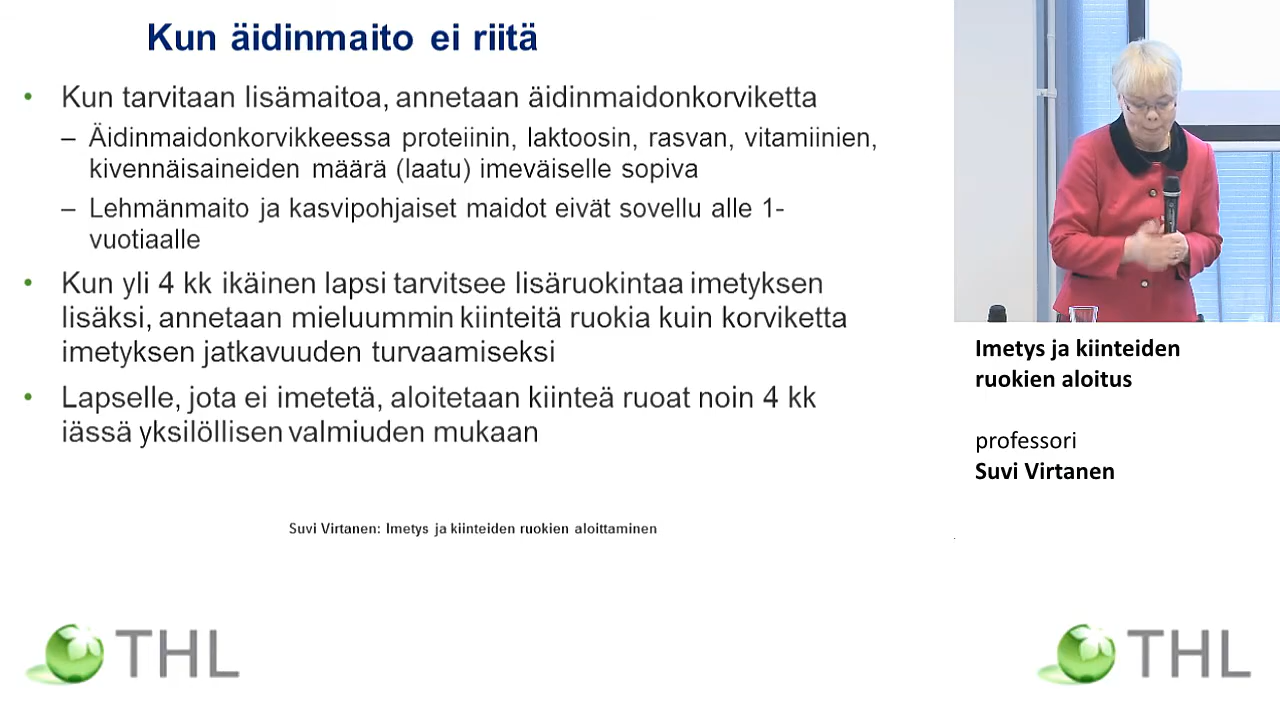 Kun äidinmaito ei riitä
• Kun tarvitaan lisämaitoa, annetaan äidinmaidonkorviketta
– Äidinmaidonkorvikkeessa proteiinin, laktoosin, rasvan, vitamiinien,
kivennäisaineiden määrä (laatu) imeväiselle sopiva
– Lehmänmaito ja kasvipohjaiset maidot eivät sovellu alle 1-
vuotiaalle
• Kun yli 4 kk ikäinen lapsi tarvitsee lisäruokintaa imetyksen
lisäksi, annetaan mieluummin kiinteitä ruokia kuin korviketta
imetyksen jatkavuuden turvaamiseksi
• Lapselle, jota ei imetetä, aloitetaan kiinteä ruoat noin 4 kk
iässä yksilöllisen valmiuden mukaan
Suvi Virtanen: Imetys ja kiinteiden ruokien aloittaminen
Imetys ja kiinteiden
ruokien aloitus
professori
Suvi Virtanen
THL
THL